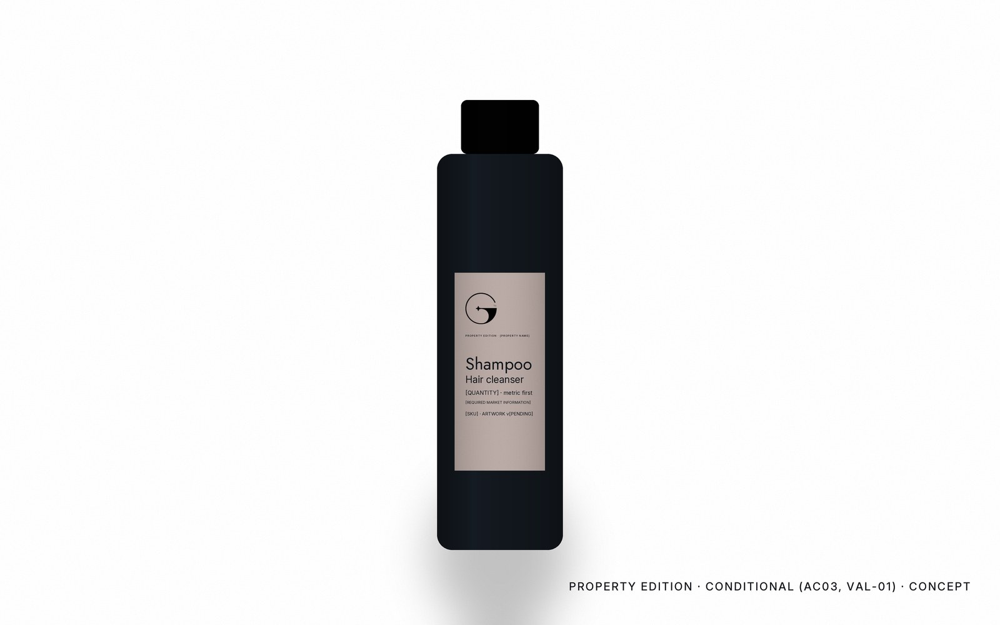 PROPERTY EDITION · [PROPERTY NAME]
Shampoo
Hair cleanser
[QUANTITY] · metric first
[REQUIRED MARKET INFORMATION]
[SKU] · ARTWORK v[PENDING]
PROPERTY EDITION · CONDITIONAL (AC03, VAL-01) · CONCEPT